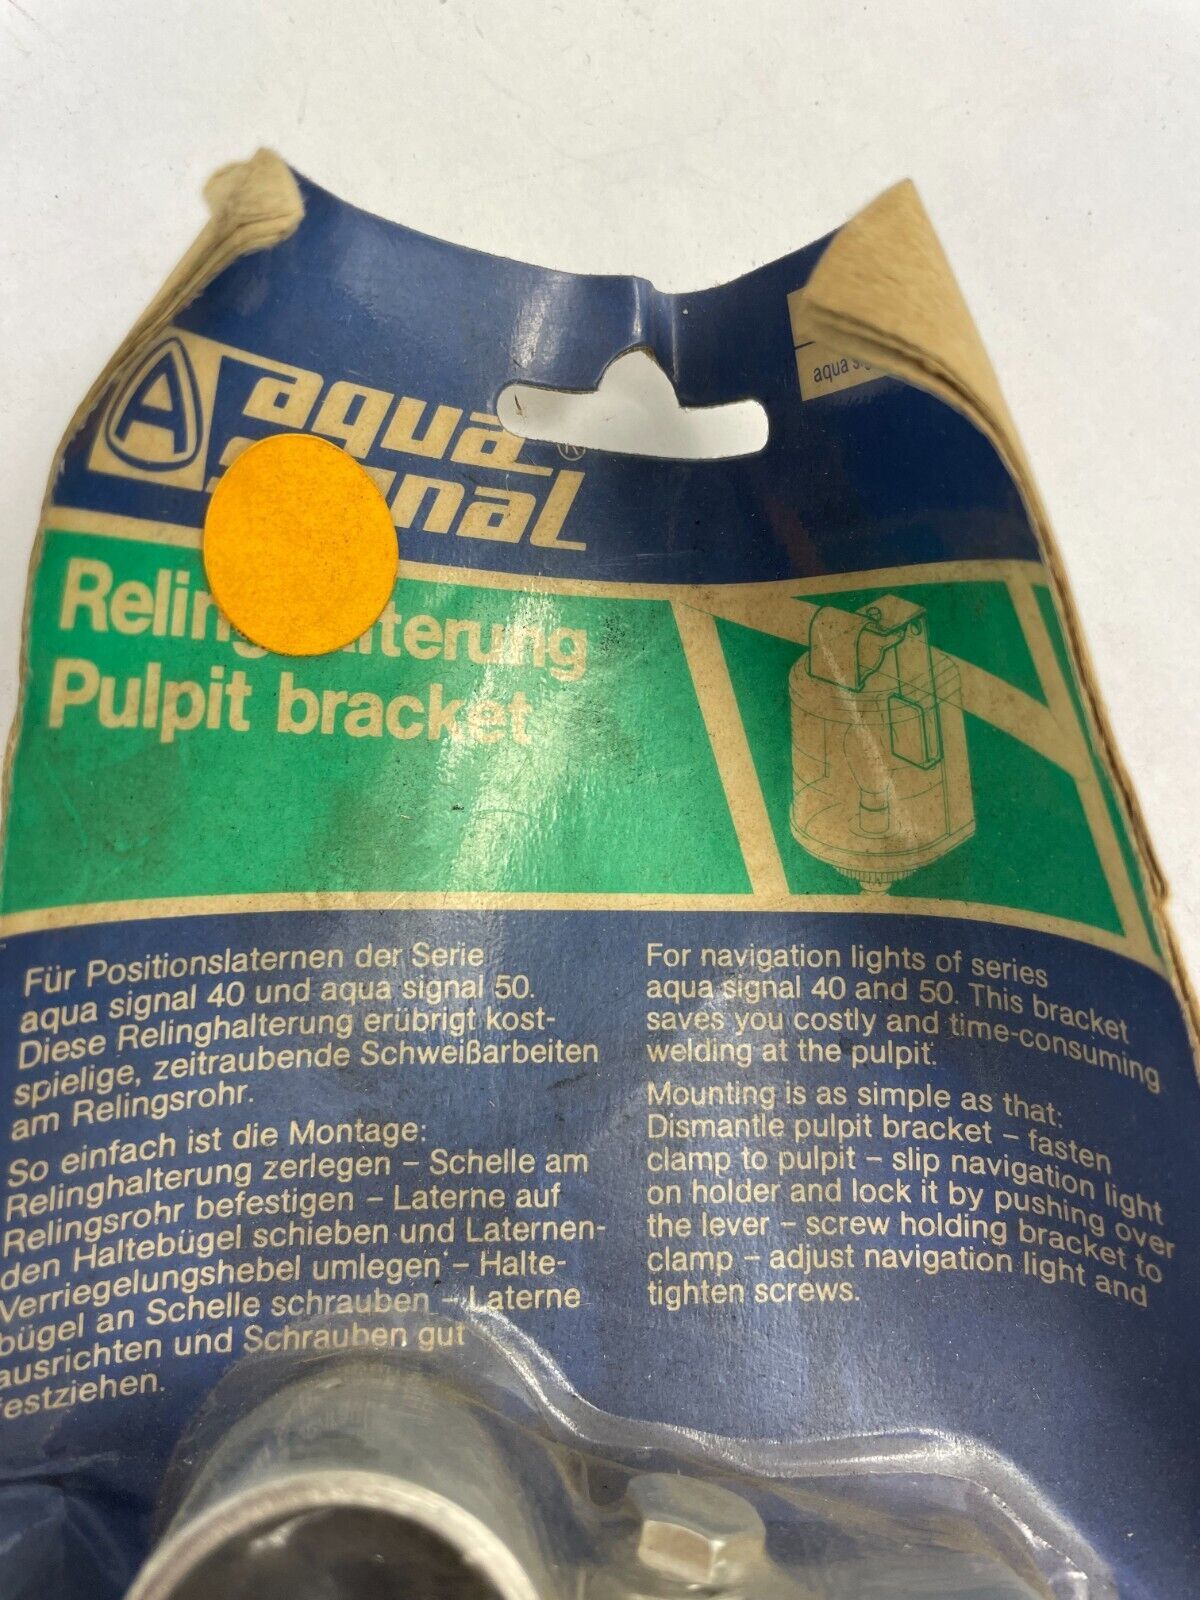 A
aqua
signal
®
aqua
Relinghalterung
Pulpit bracket
Für Positionslaternen der Serie
aqua signal 40 und aqua signal 50.
Diese Relinghalterung erübrigt kost-
spielige, zeitraubende Schweißarbeiten
am Relingsrohr.
So einfach ist die Montage:
Relinghalterung zerlegen – Schelle am
Relingsrohr befestigen – Laterne auf
den Haltebügel schieben und Laternen-
Verriegelungshebel umlegen – Halte-
bügel an Schelle schrauben – Laterne
ausrichten und Schrauben gut
festziehen.
For navigation lights of series
aqua signal 40 and 50. This bracket
saves you costly and time-consuming
welding at the pulpit.
Mounting is as simple as that:
Dismantle pulpit bracket – fasten
clamp to pulpit – slip navigation light
on holder and lock it by pushing over
the lever – screw holding bracket to
clamp – adjust navigation light and
tighten screws.